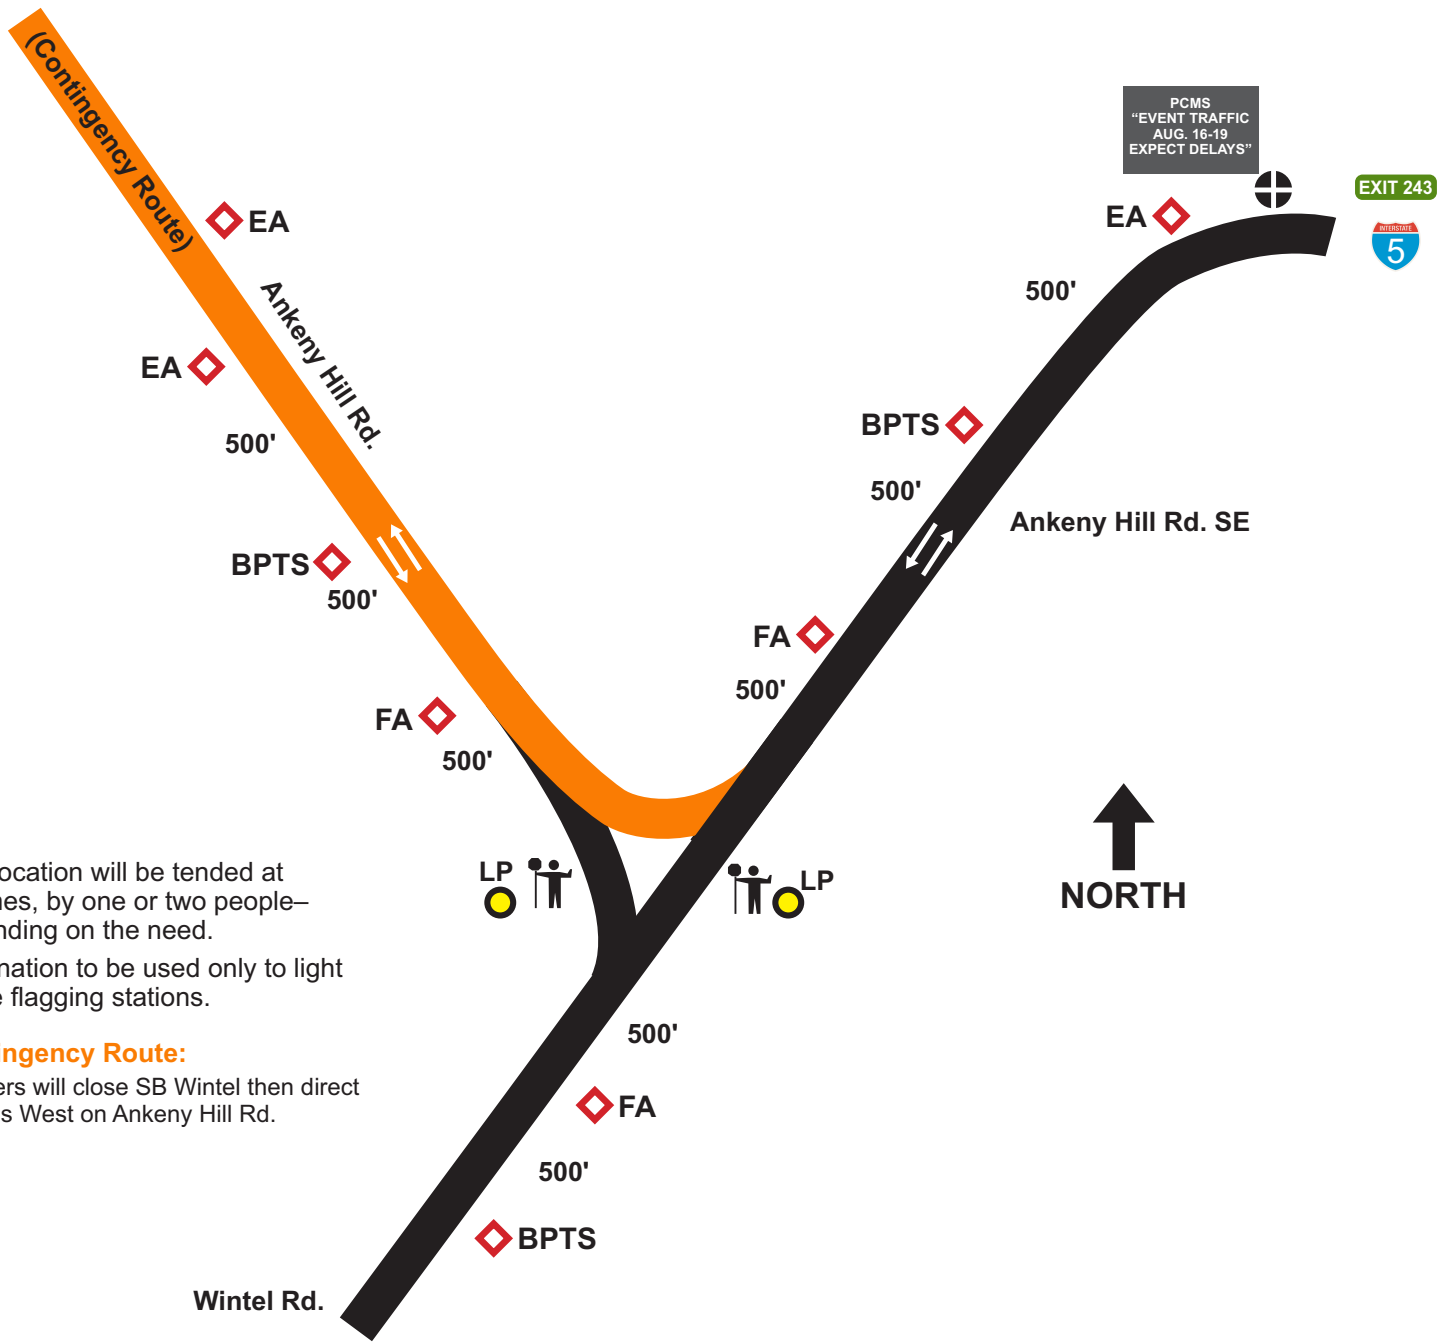 (Contingency Route)
PCMS
“EVENT TRAFFIC
AUG. 16-19
EXPECT DELAYS”
EXIT 243
INTERSTATE
5
EA
EA
500'
Ankeny Hill Rd.
EA
500'
BPTS
500'
Ankeny Hill Rd. SE
BPTS
500'
FA
500'
FA
500'
LP
LP
NORTH
ocation will be tended at
nes, by one or two people–
nding on the need.
nation to be used only to light
e flagging stations.
ingency Route:
ers will close SB Wintel then direct
s West on Ankeny Hill Rd.
500'
FA
500'
BPTS
Wintel Rd.